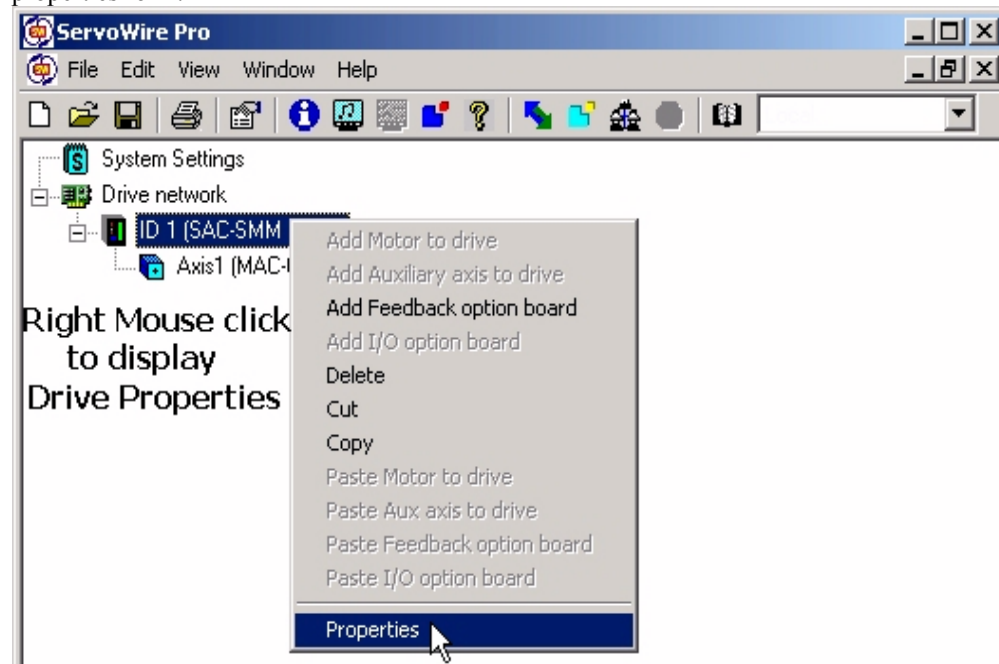 ServoWire Pro
File Edit View Window Help
System Settings
Drive network
ID 1 (SAC-SMM
Axis1 (MAC-
Right Mouse click
to display
Drive Properties
Add Motor to drive
Add Auxiliary axis to drive
Add Feedback option board
Add I/O option board
Delete
Cut
Copy
Paste Motor to drive
Paste Aux axis to drive
Paste Feedback option board
Paste I/O option board
Properties